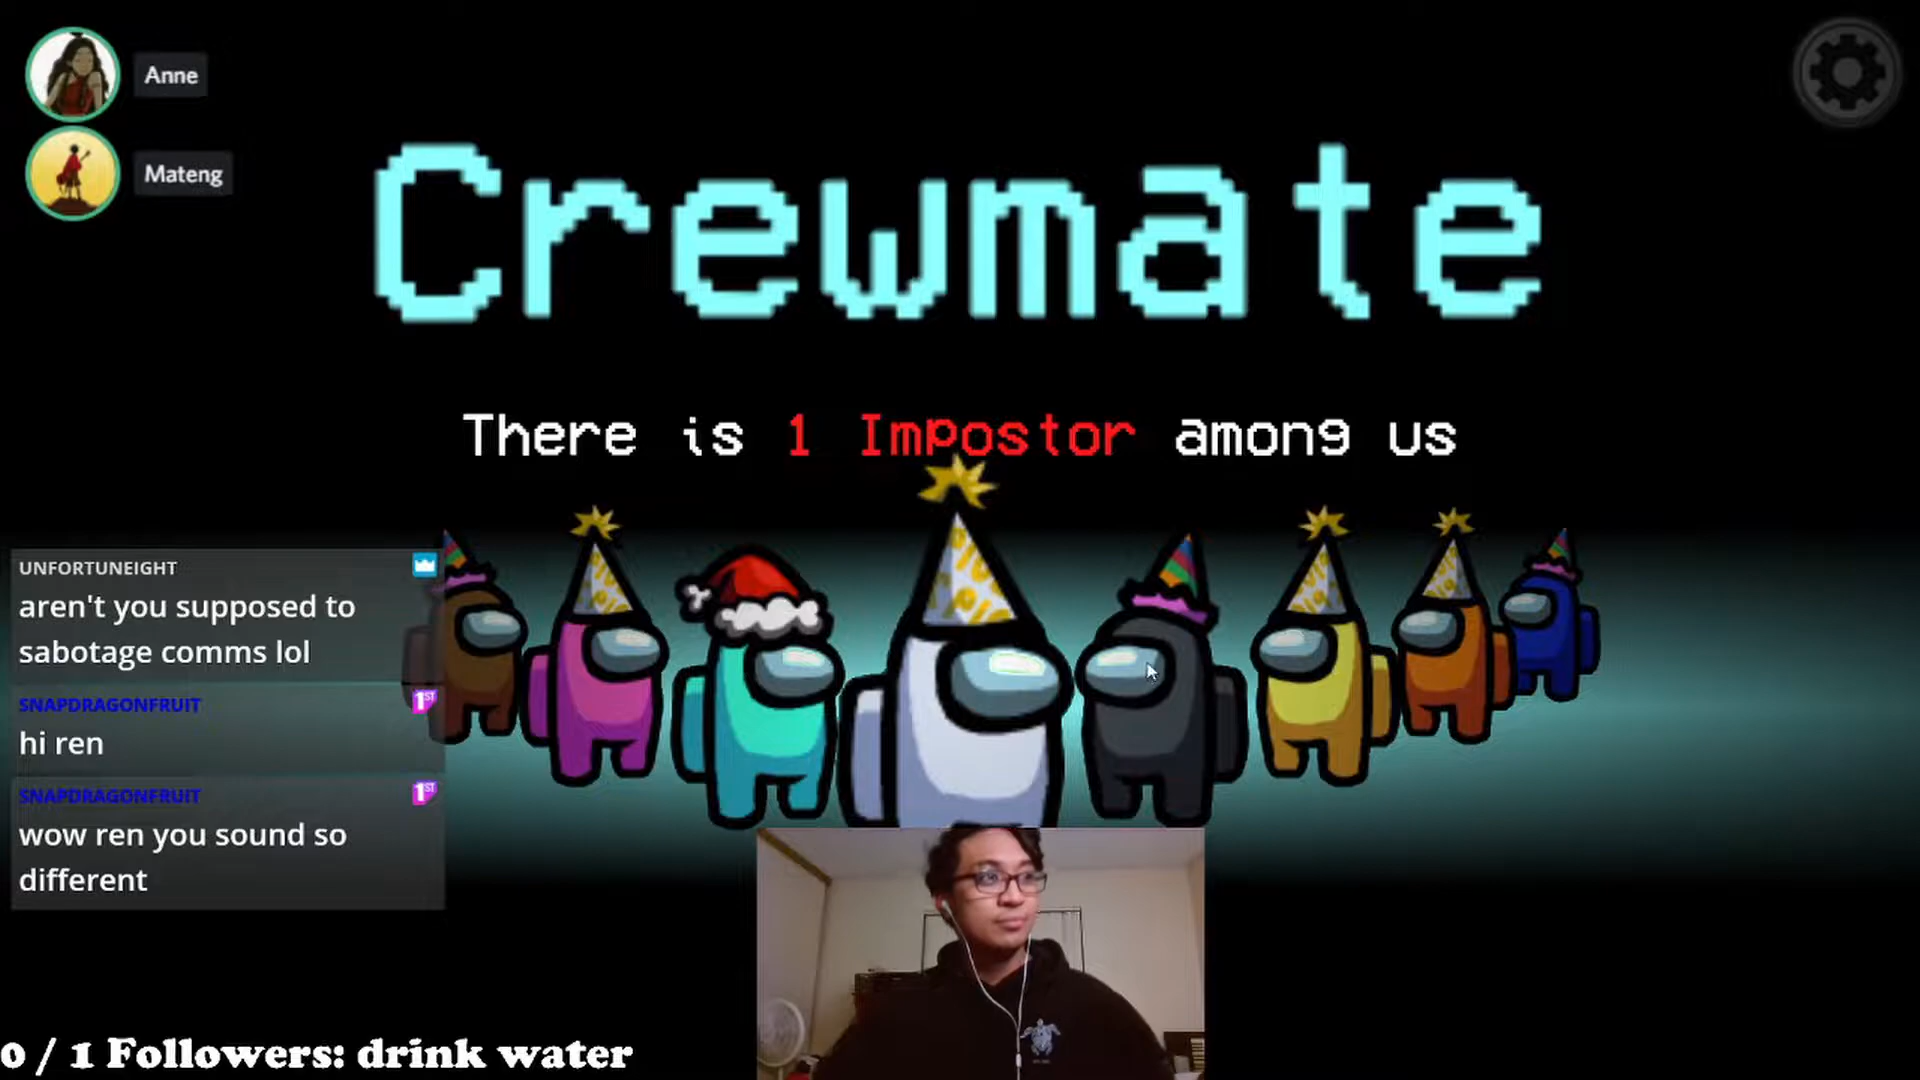 Anne
Mateng
Crewmate
There is 1 Impostor among us
UNFORTUNEIGHT
aren't you supposed to
sabotage comms lol
SNAPDRAGONFRUIT
hi ren
SNAPDRAGONFRUIT
wow ren you sound so
different
0 / 1 Followers: drink water